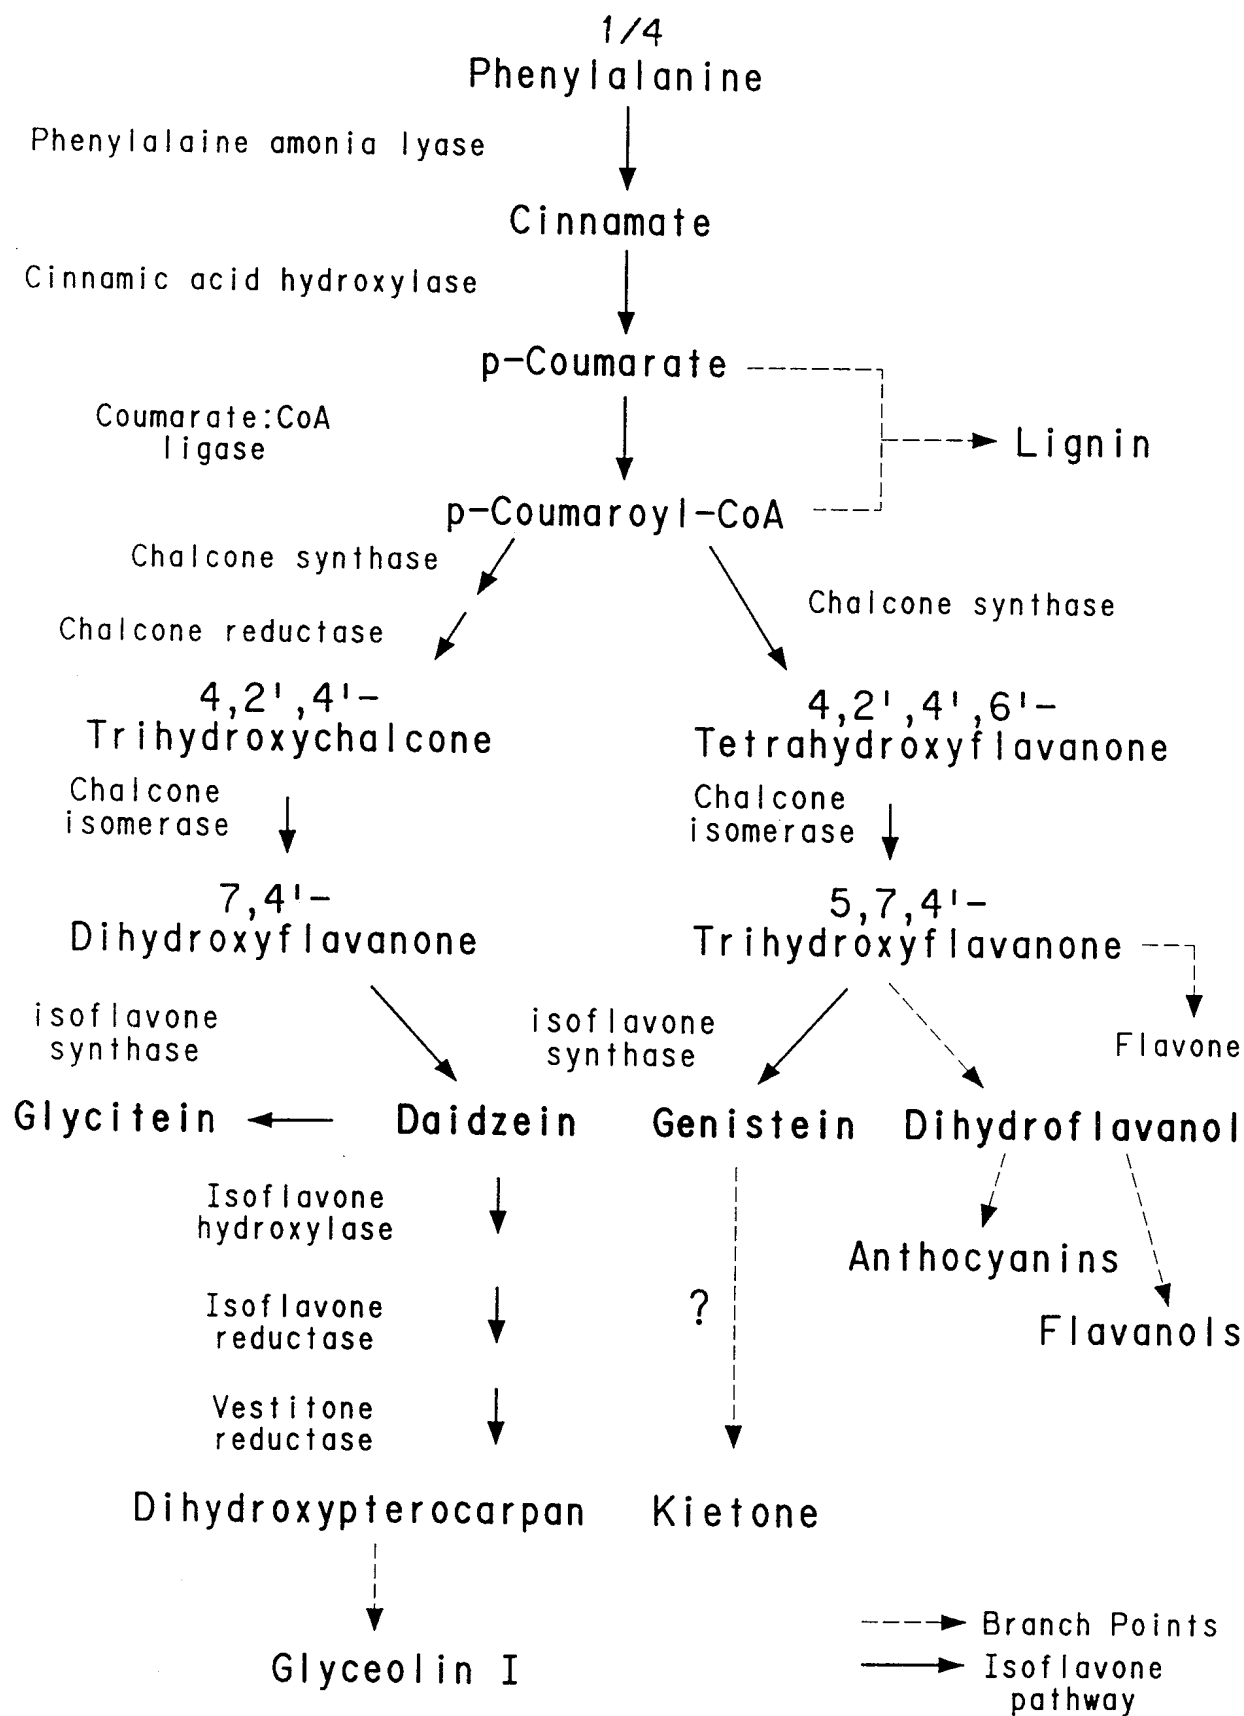 1/4
Phenylalanine
Phenylalaine amonia lyase
Cinnamate
Cinnamic acid hydroxylase
p-Coumarate
Coumarate:CoA
ligase
Lignin
p-Coumaroyl-CoA
Chalcone synthase
Chalcone synthase
Chalcone reductase
4,2',4'-
Trihydroxychalcone
4,2',4',6'-
Tetrahydroxyflavanone
Chalcone
isomerase
Chalcone
isomerase
7,4'-
Dihydroxyflavanone
5,7,4'-
Trihydroxyflavanone
isoflavone
synthase
isoflavone
synthase
Flavone
Glycitein
Daidzein
Genistein
Dihydroflavanol
Isoflavone
hydroxylase
Anthocyanins
Isoflavone
reductase
?
Flavanols
Vestitone
reductase
Dihydroxypterocarpan
Kietone
Glyceolin I
Branch Points
Isoflavone
pathway